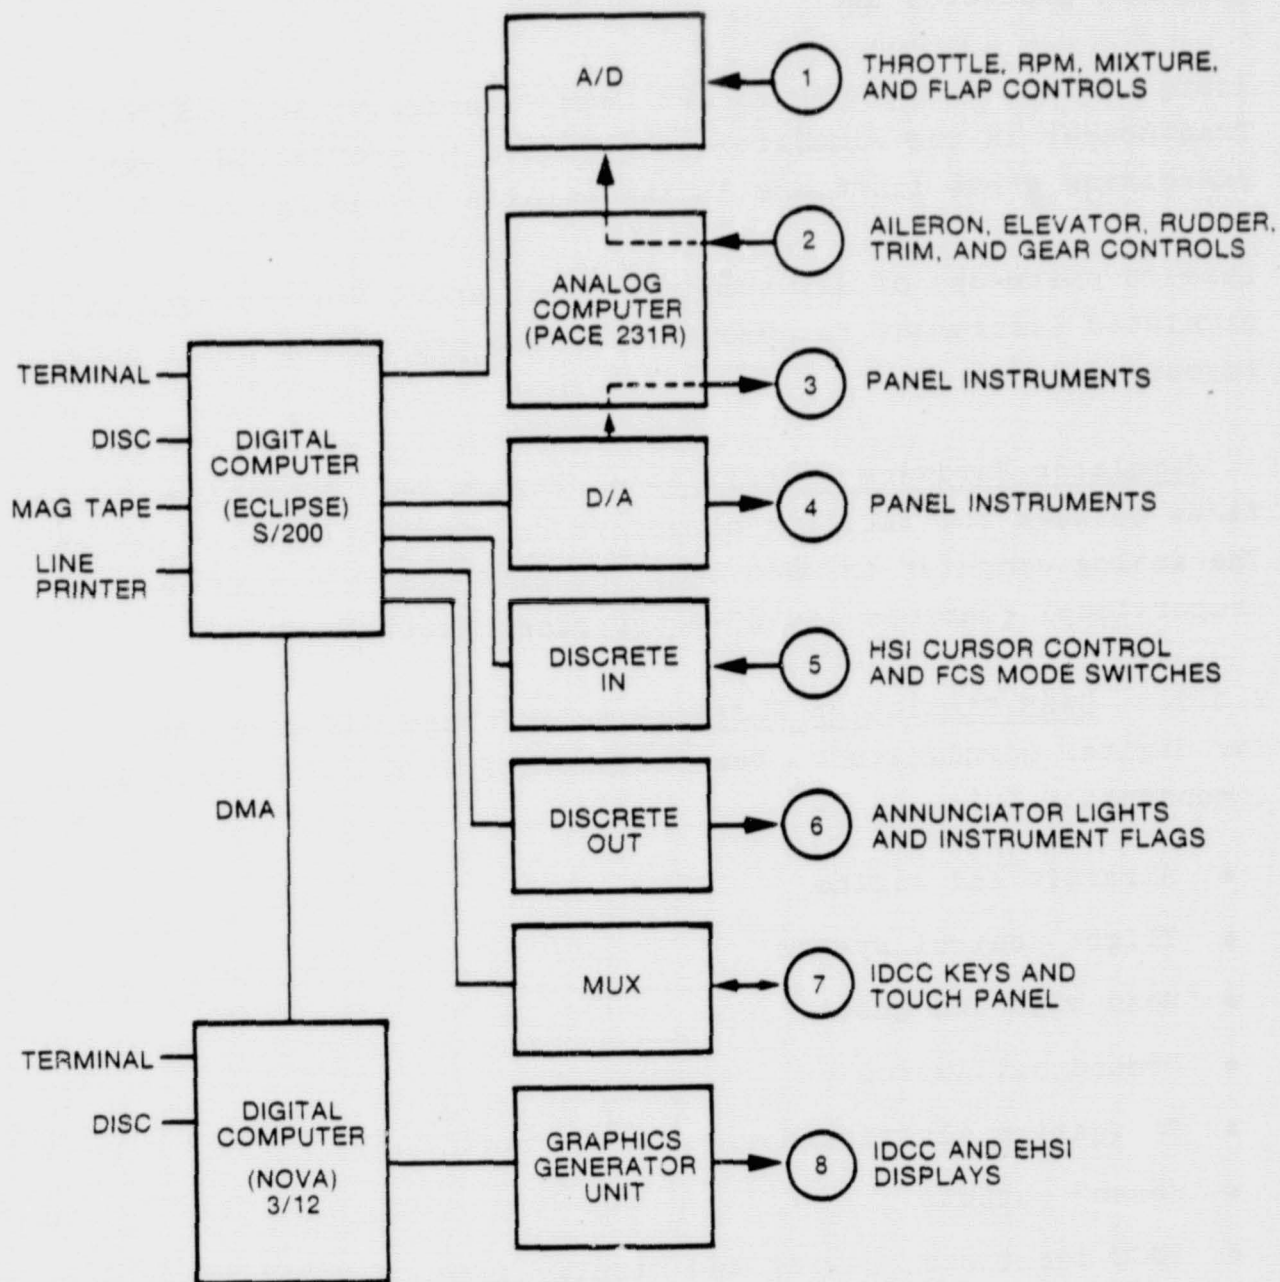 A/D
1
THROTTLE, RPM, MIXTURE,
AND FLAP CONTROLS
ANALOG
COMPUTER
(PACE 231R)
2
AILERON, ELEVATOR, RUDDER,
TRIM, AND GEAR CONTROLS
3
PANEL INSTRUMENTS
TERMINAL
DISC
MAG TAPE
LINE
PRINTER
DIGITAL
COMPUTER
(ECLIPSE)
S/200
D/A
4
PANEL INSTRUMENTS
DISCRETE
IN
5
HSI CURSOR CONTROL
AND FCS MODE SWITCHES
DMA
DISCRETE
OUT
6
ANNUNCIATOR LIGHTS
AND INSTRUMENT FLAGS
MUX
7
IDCC KEYS AND
TOUCH PANEL
TERMINAL
DISC
DIGITAL
COMPUTER
(NOVA)
3/12
GRAPHICS
GENERATOR
UNIT
8
IDCC AND EHSI
DISPLAYS